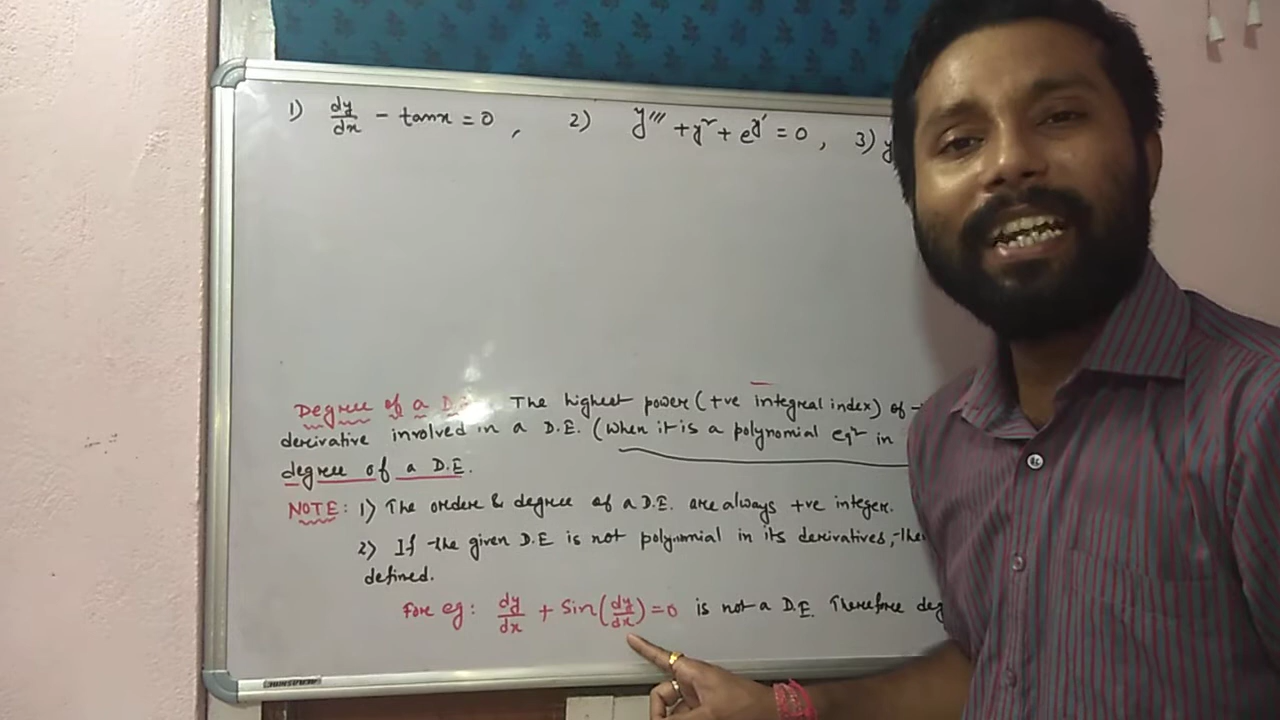 1) dy/dx - tanx = 0 , 2) y''' + y² + e^y' = 0 , 3) y
Degree of a D.E. The highest power (+ve integral index) of
derivative involved in a D.E. (when it is a polynomial eqⁿ in
degree of a D.E.
NOTE: 1) The order & degree of a D.E. are always +ve integer.
2) If the given D.E is not polynomial in its derivatives, the
defined.
For eg: dy/dx + Sin(dy/dx) = 0 is not a D.E. Therefore deg